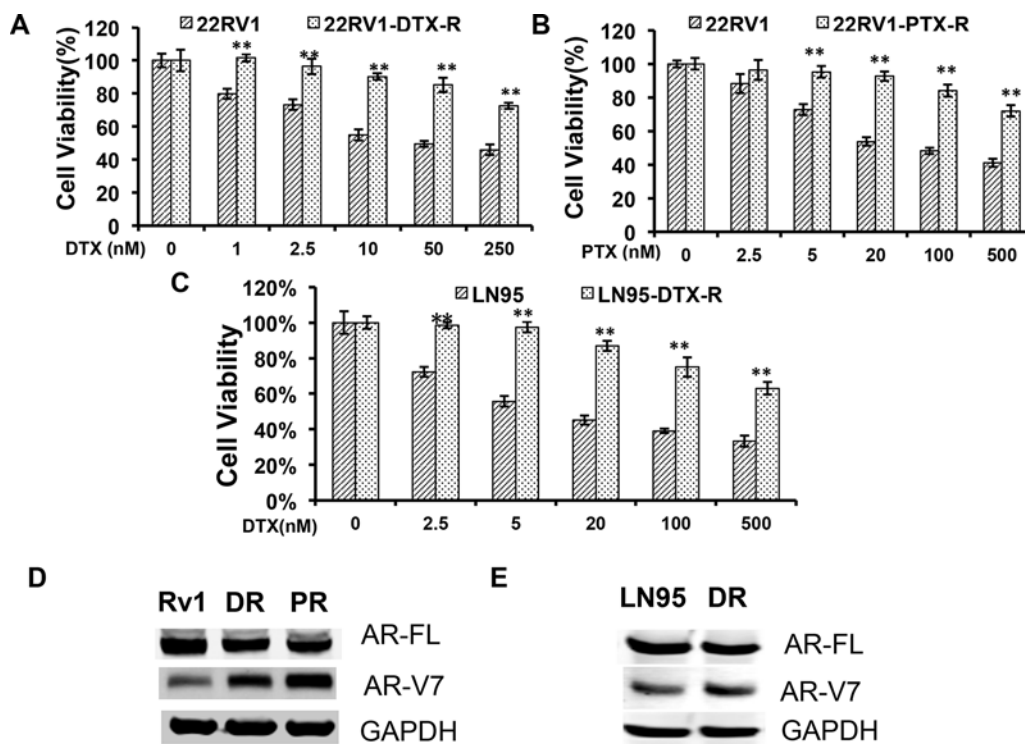 A
22RV1 22RV1-DTX-R
Cell Viability(%)
120
100
80
60
40
20
0
** ** ** ** **
DTX (nM) 0 1 2.5 10 50 250
B
22RV1 22RV1-PTX-R
Cell Viability(%)
120
100
80
60
40
20
0
** ** ** **
PTX (nM) 0 2.5 5 20 100 500
C
LN95 LN95-DTX-R
Cell Viability
120%
100%
80%
60%
40%
20%
0%
** ** ** ** **
DTX(nM) 0 2.5 5 20 100 500
D
Rv1 DR PR
AR-FL
AR-V7
GAPDH
E
LN95 DR
AR-FL
AR-V7
GAPDH